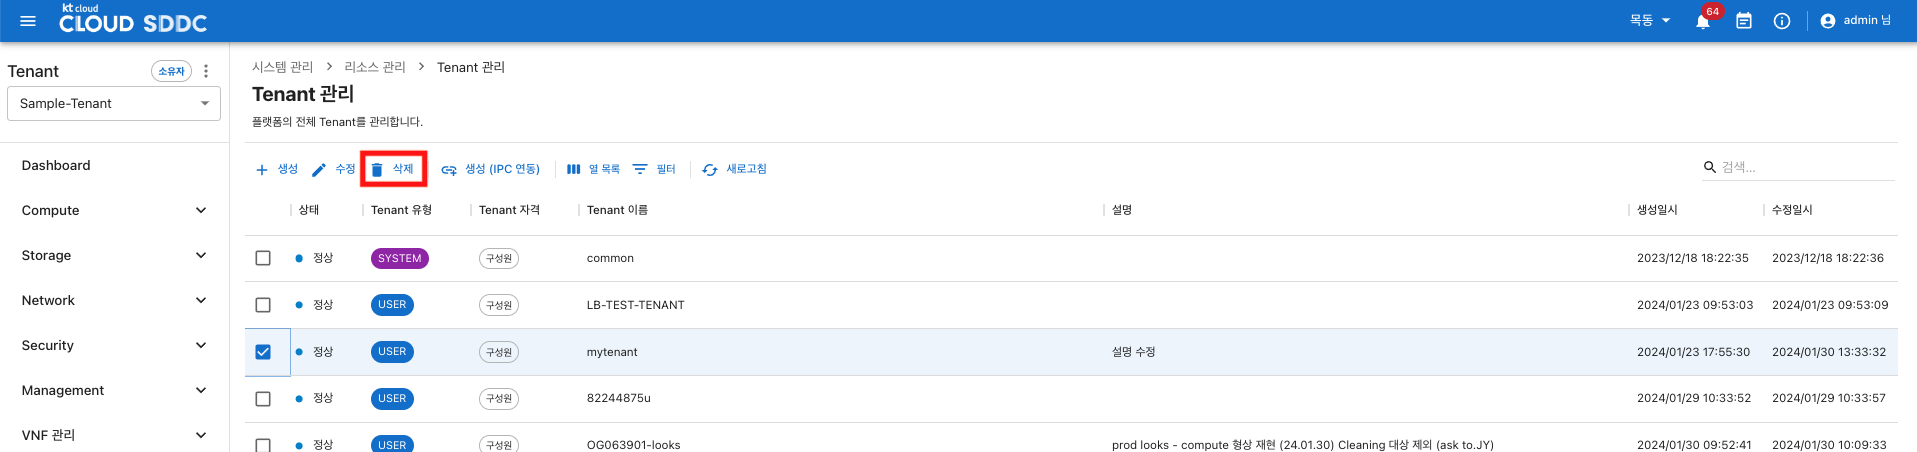 kt cloud
CLOUD SDDC
목동
64
admin 님
Tenant
소유자
Sample-Tenant
Dashboard
Compute
Storage
Network
Security
Management
VNF 관리
시스템 관리 > 리소스 관리 > Tenant 관리
Tenant 관리
플랫폼의 전체 Tenant를 관리합니다.
생성 수정 삭제 생성 (IPC 연동) 열 목록 필터 새로고침 검색...
상태 Tenant 유형 Tenant 자격 Tenant 이름 설명 생성일시 수정일시
정상 SYSTEM 구성원 common 2023/12/18 18:22:35 2023/12/18 18:22:36
정상 USER 구성원 LB-TEST-TENANT 2024/01/23 09:53:03 2024/01/23 09:53:09
정상 USER 구성원 mytenant 설명 수정 2024/01/23 17:55:30 2024/01/30 13:33:32
정상 USER 구성원 82244875u 2024/01/29 10:33:52 2024/01/29 10:33:57
정상 USER 구성원 OG063901-looks prod looks - compute 형상 재현 (24.01.30) Cleaning 대상 제외 (ask to.JY) 2024/01/30 09:52:41 2024/01/30 10:09:33